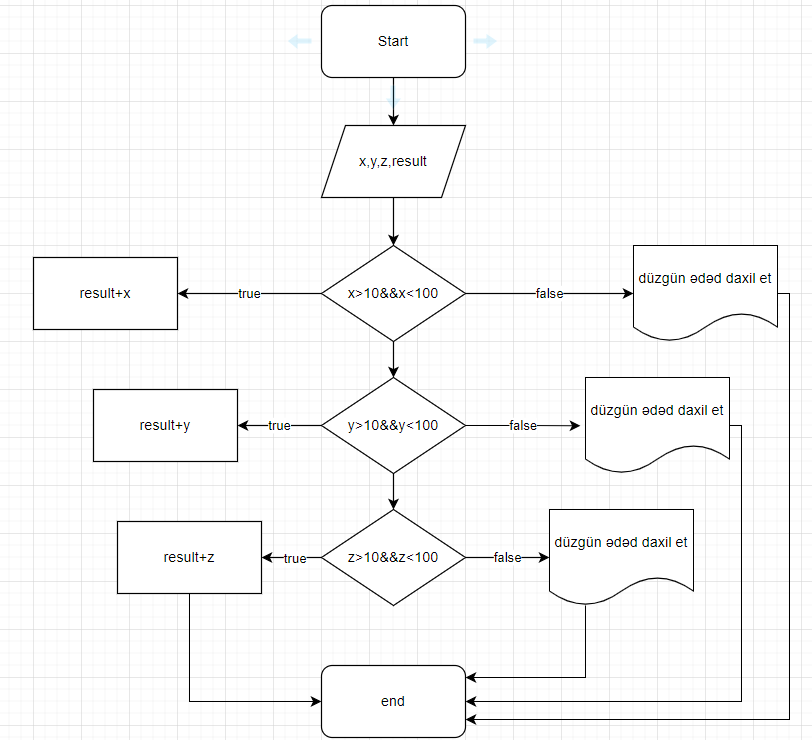 Start
x,y,z,result
result+x
true
x>10&&x<100
false
düzgün ədəd daxil et
result+y
true
y>10&&y<100
false
düzgün ədəd daxil et
result+z
true
z>10&&z<100
false
düzgün ədəd daxil et
end